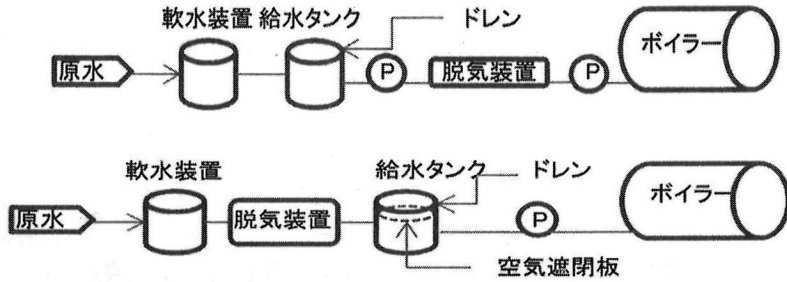 軟水装置 給水タンク ドレン
原水 P 脱気装置 P ボイラー
軟水装置 給水タンク ドレン
原水 脱気装置 P ボイラー
空気遮閉板